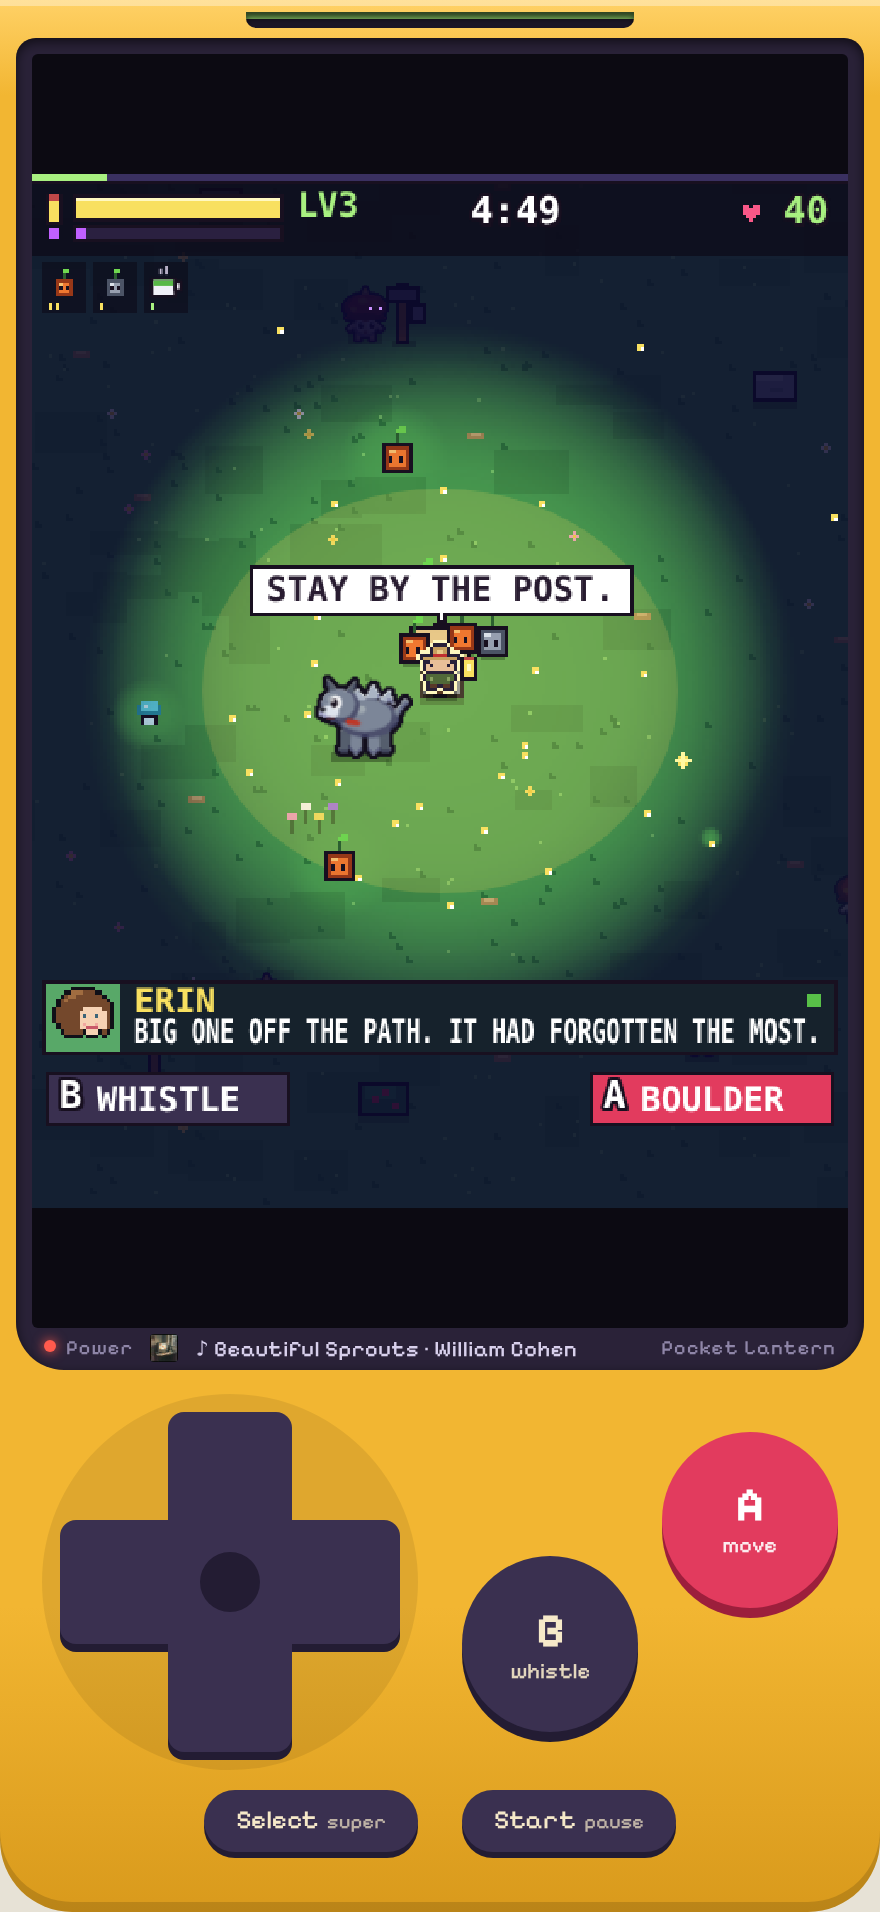 LV3
4:49
40
STAY BY THE POST.
ERIN
BIG ONE OFF THE PATH. IT HAD FORGOTTEN THE MOST.
B WHISTLE
A BOULDER
Power
♪ Beautiful Sprouts · William Cohen
Pocket Lantern
A
move
B
whistle
Select super
Start pause